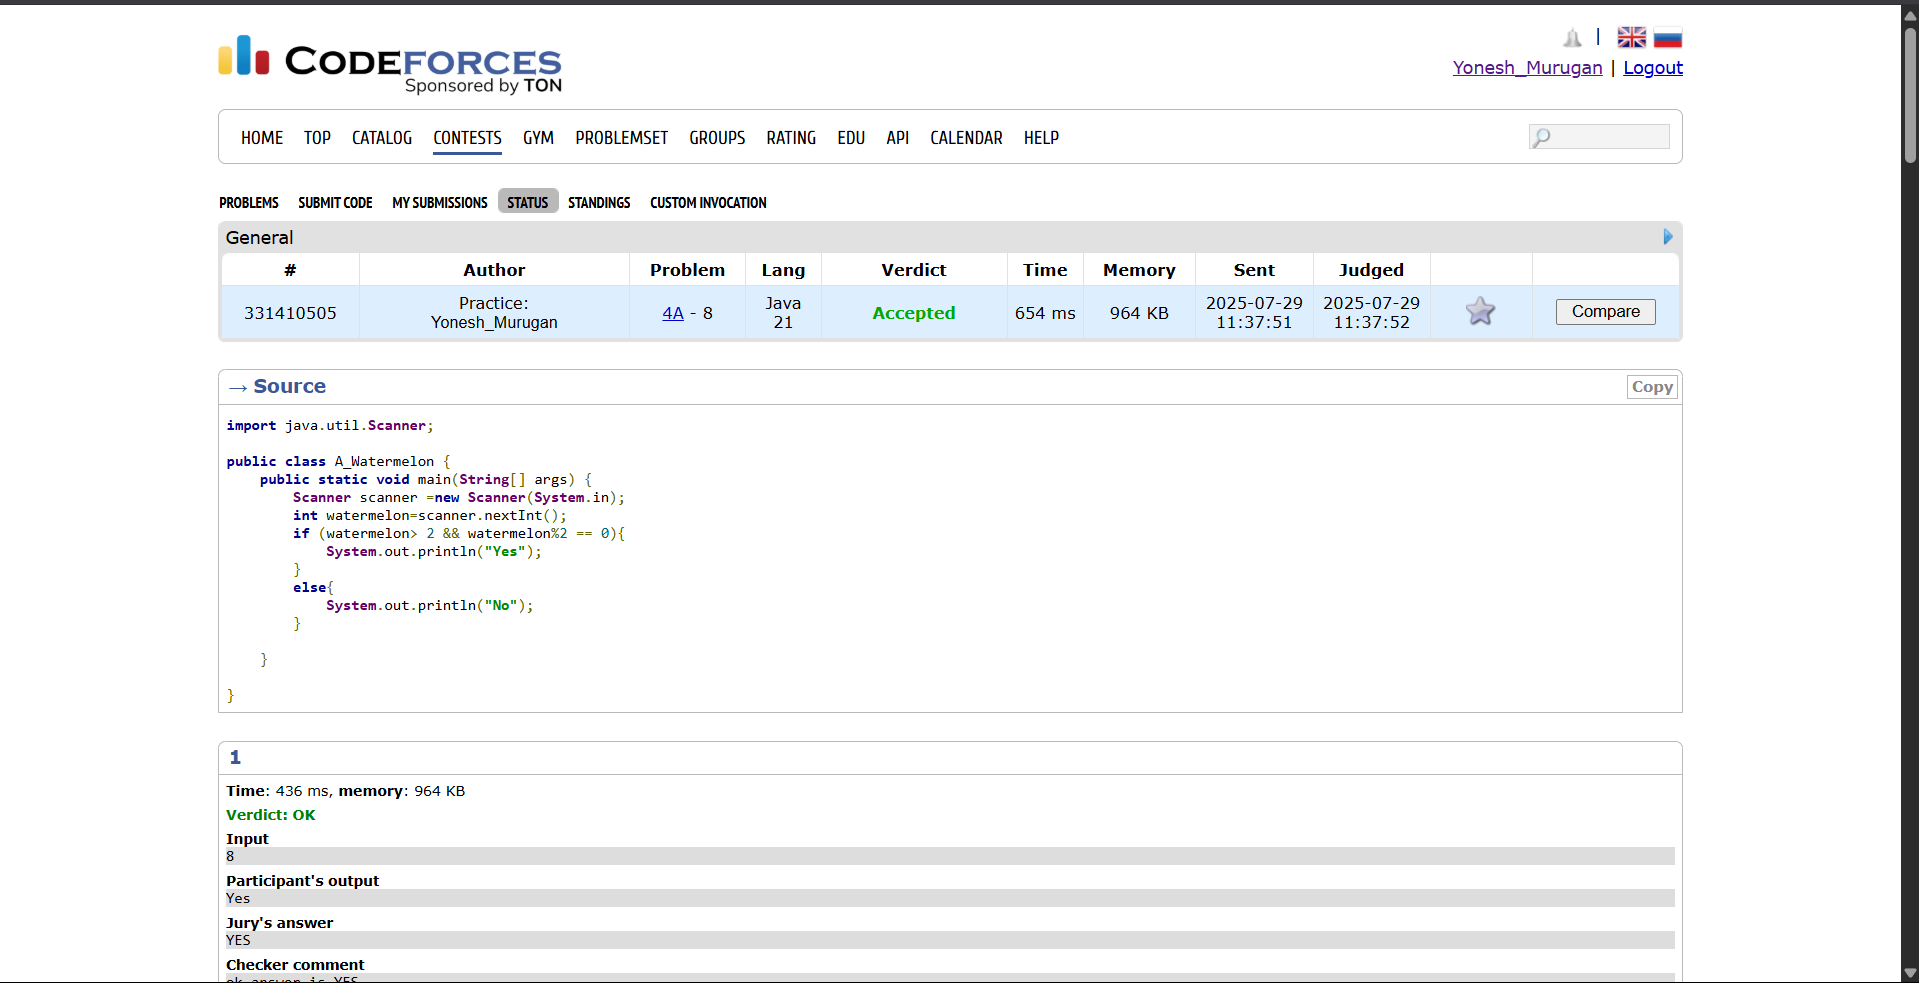 CODEFORCES
Sponsored by TON
Yonesh_Murugan | Logout
HOME TOP CATALOG CONTESTS GYM PROBLEMSET GROUPS RATING EDU API CALENDAR HELP
PROBLEMS SUBMIT CODE MY SUBMISSIONS STATUS STANDINGS CUSTOM INVOCATION
General
# Author Problem Lang Verdict Time Memory Sent Judged
331410505 Practice: Yonesh_Murugan 4A - 8 Java 21 Accepted 654 ms 964 KB 2025-07-29 11:37:51 2025-07-29 11:37:52 Compare
→ Source Copy
import java.util.Scanner;
public class A_Watermelon {
    public static void main(String[] args) {
        Scanner scanner =new Scanner(System.in);
        int watermelon=scanner.nextInt();
        if (watermelon> 2 && watermelon%2 == 0){
            System.out.println("Yes");
        }
        else{
            System.out.println("No");
        }
    }
}
1
Time: 436 ms, memory: 964 KB
Verdict: OK
Input
8
Participant's output
Yes
Jury's answer
YES
Checker comment
ok answer is YES